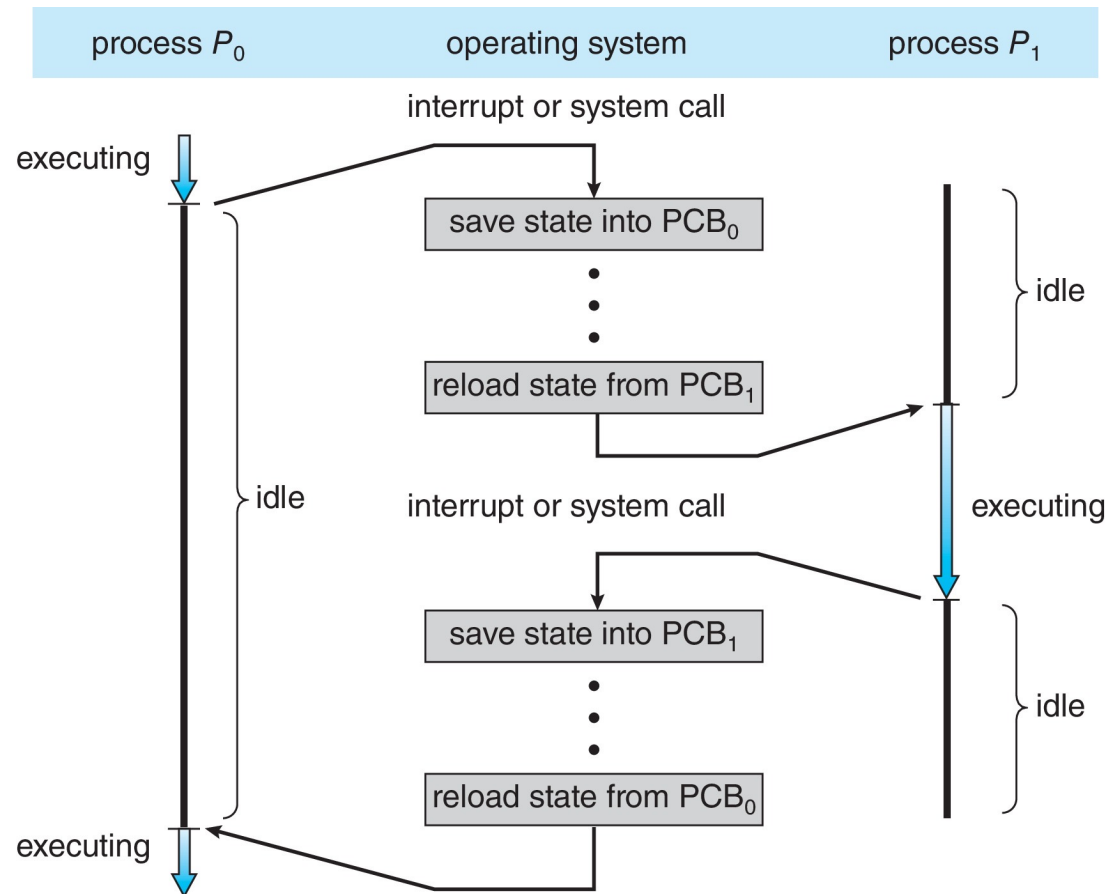 process P₀ operating system process P₁
interrupt or system call
executing
save state into PCB₀
idle
reload state from PCB₁
idle
interrupt or system call
executing
save state into PCB₁
idle
reload state from PCB₀
executing